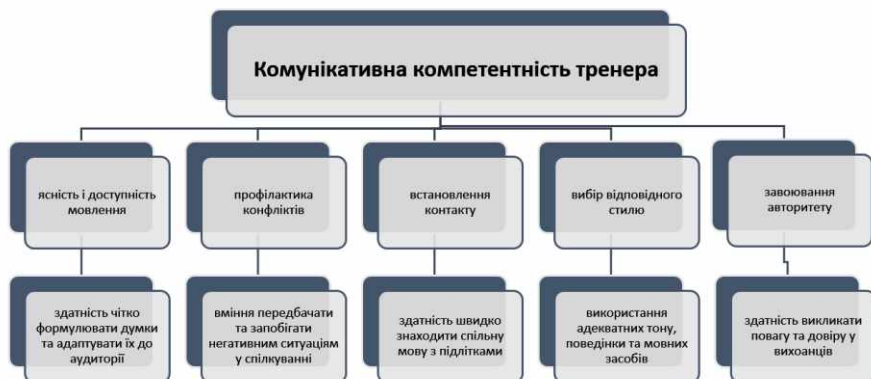 Комунікативна компетентність тренера
ясність і доступність
мовлення
профілактика
конфліктів
встановлення
контакту
вибір відповідного
стилю
завоювання
авторитету
здатність чітко
формулювати думки
та адаптувати їх до
аудиторії
вміння передбачати
та запобігати
негативним ситуаціям
у спілкуванні
здатність швидко
знаходити спільну
мову з підлітками
використання
адекватних тону,
поведінки та мовних
засобів
здатність викликати
повагу та довіру у
вихоанців